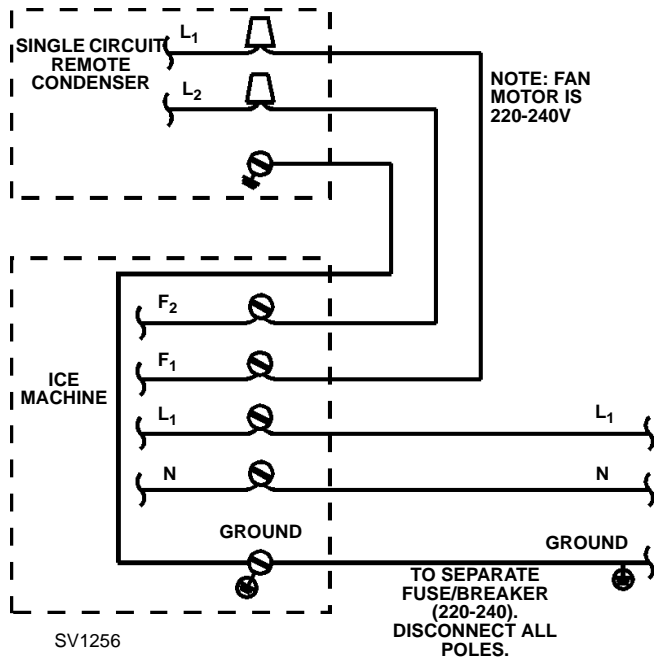 SINGLE CIRCUIT
REMOTE
CONDENSER
L1
L2
NOTE: FAN
MOTOR IS
220-240V
F2
F1
ICE
MACHINE
L1
L1
N
N
GROUND
GROUND
TO SEPARATE
FUSE/BREAKER
(220-240).
DISCONNECT ALL
POLES.
SV1256